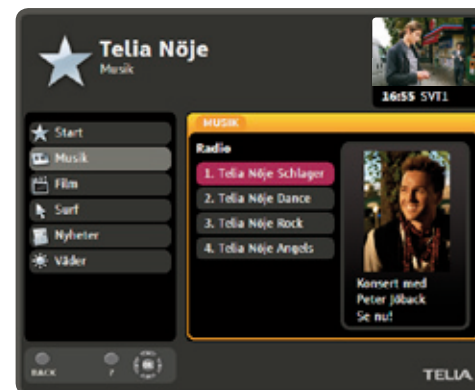 Telia Nöje
Musik
16:55 SVT1
Start
Musik
Film
Surf
Nyheter
Väder
MUSIK
Radio
1. Telia Nöje Schlager
2. Telia Nöje Dance
3. Telia Nöje Rock
4. Telia Nöje Angels
Konsert med
Peter Jöback
Se nu!
BACK
?
OK
TELIA